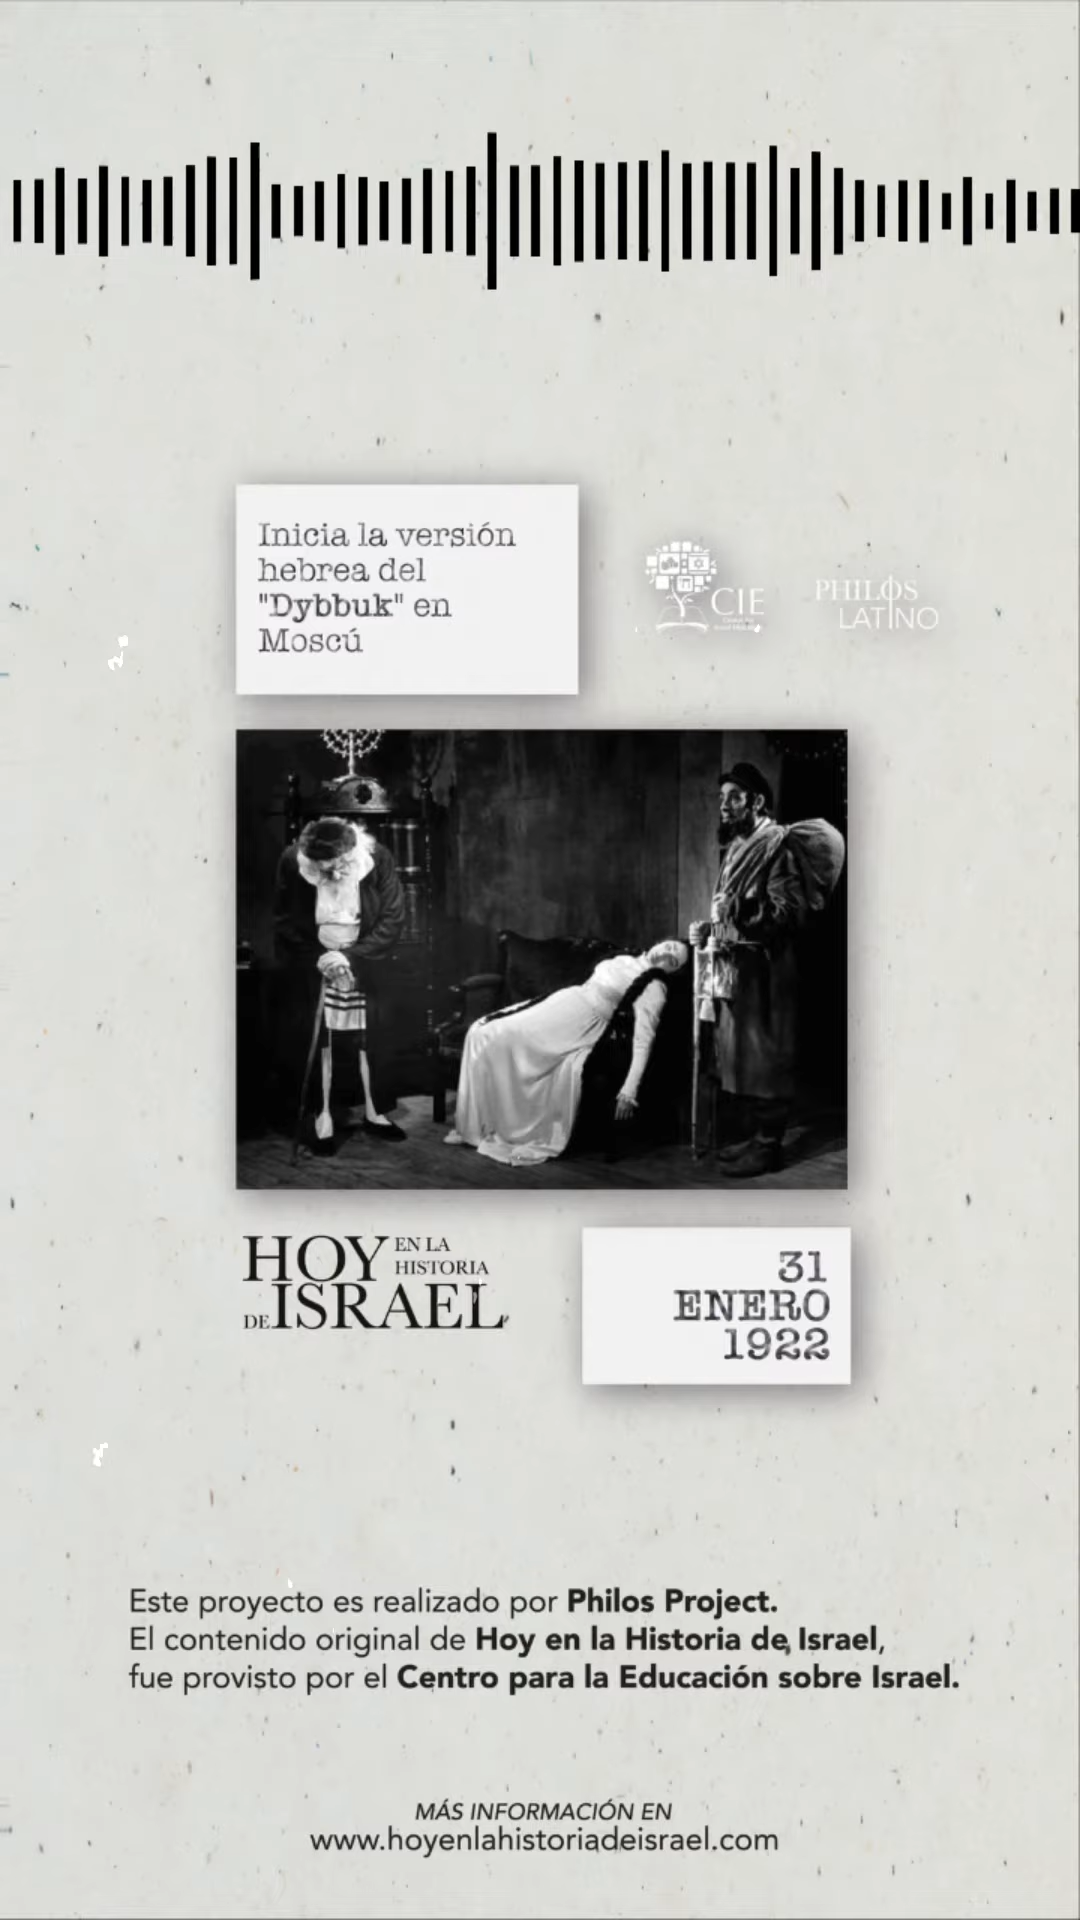 Inicia la versión
hebrea del
"Dybbuk" en
Moscú
CIE
PHILOS
LATINO
HOY EN LA
HISTORIA
DE ISRAEL
31
ENERO
1922
Este proyecto es realizado por Philos Project.
El contenido original de Hoy en la Historia de Israel,
fue provisto por el Centro para la Educación sobre Israel.
MÁS INFORMACIÓN EN
www.hoyenlahistoriadeisrael.com